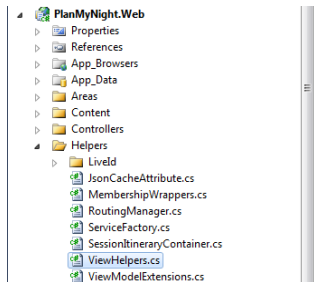 PlanMyNight.Web
Properties
References
App_Browsers
App_Data
Areas
Content
Controllers
Helpers
LiveId
JsonCacheAttribute.cs
MembershipWrappers.cs
RoutingManager.cs
ServiceFactory.cs
SessionItineraryContainer.cs
ViewHelpers.cs
ViewModelExtensions.cs